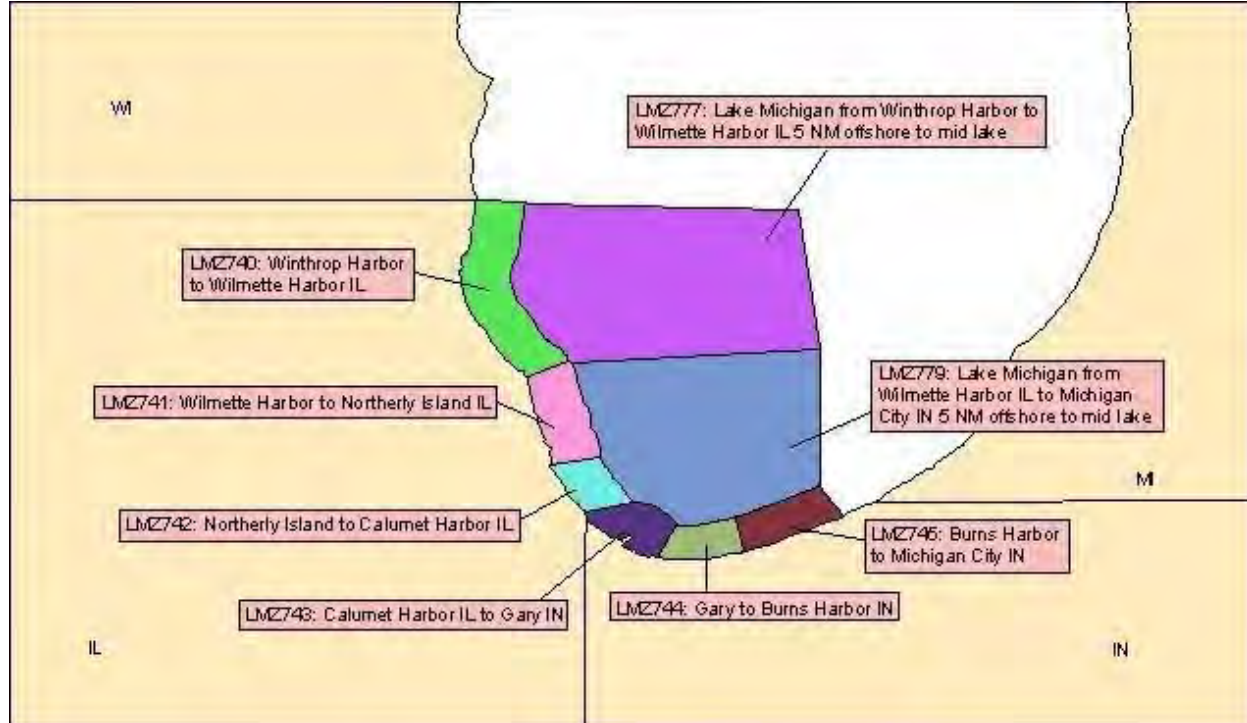 WI
LMZ777: Lake Michigan from Winthrop Harbor to
Wilmette Harbor IL 5 NM offshore to mid lake
LMZ740: Winthrop Harbor
to Wilmette Harbor IL
LMZ741: Wilmette Harbor to Northerly Island IL
LMZ779: Lake Michigan from
Wilmette Harbor IL to Michigan
City IN 5 NM offshore to mid lake
MI
LMZ742: Northerly Island to Calumet Harbor IL
LMZ745: Burns Harbor
to Michigan City IN
LMZ743: Calumet Harbor IL to Gary IN
LMZ744: Gary to Burns Harbor IN
IL
IN